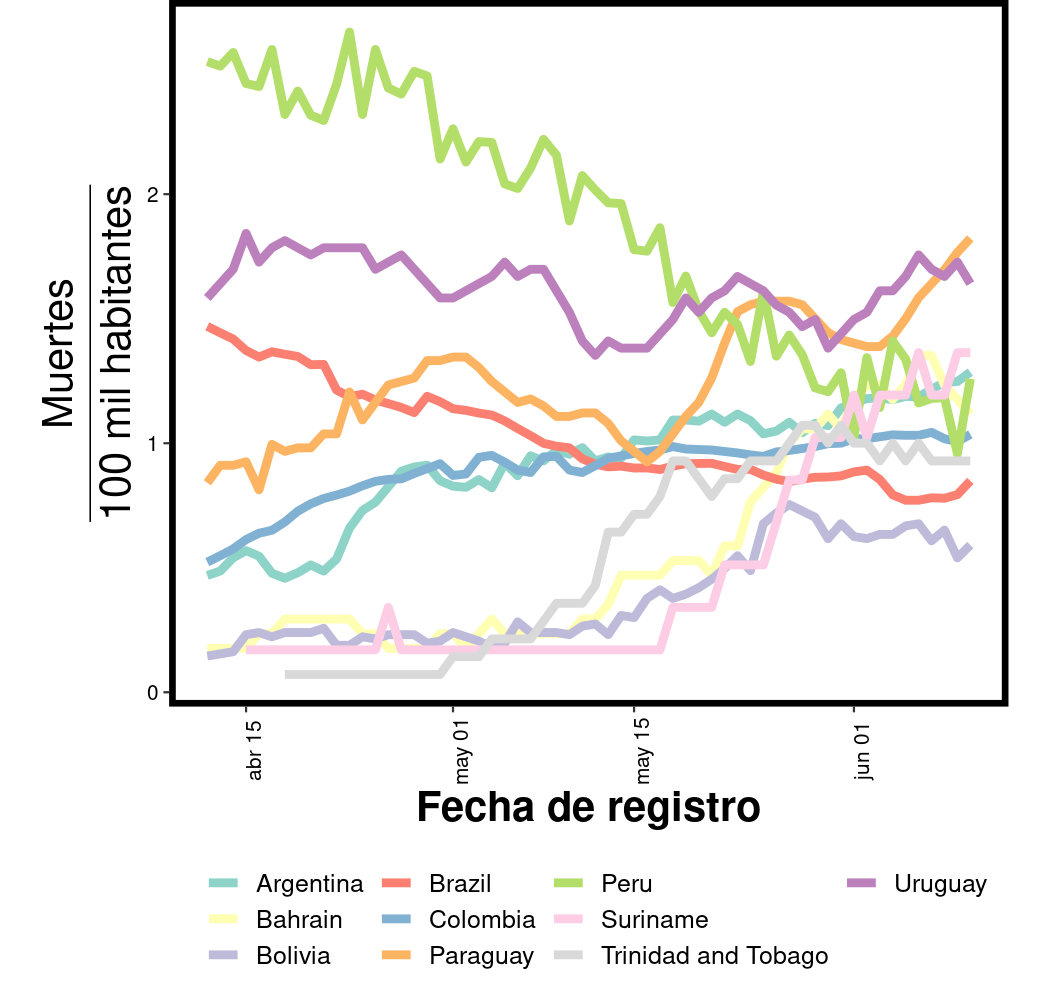 Muertes
100 mil habitantes
2
1
0
abr 15
may 01
may 15
jun 01
Fecha de registro
Argentina
Bahrain
Bolivia
Brazil
Colombia
Paraguay
Peru
Suriname
Trinidad and Tobago
Uruguay